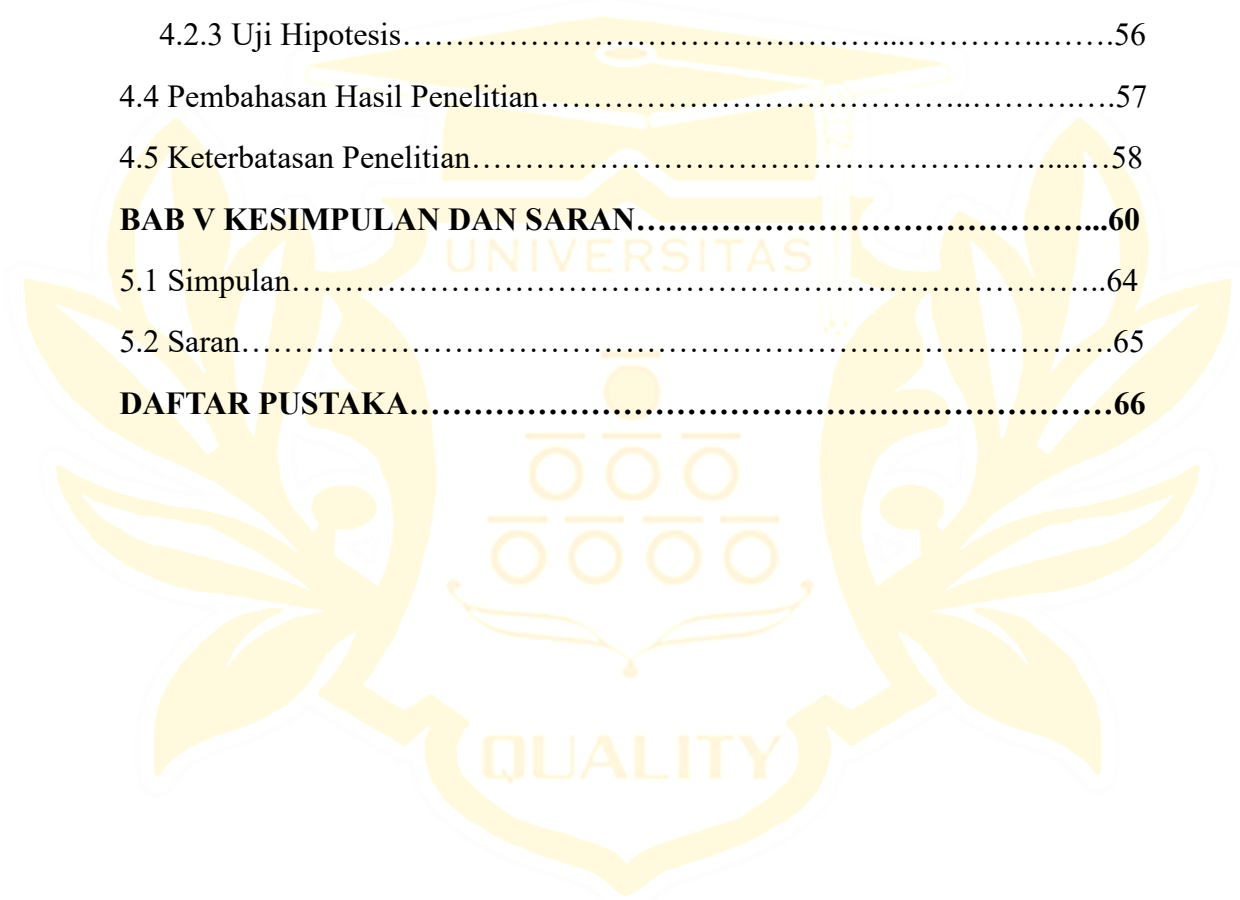 4.2.3 Uji Hipotesis…………………………………………...………….…….56
4.4 Pembahasan Hasil Penelitian…………………………………..……….….57
4.5 Keterbatasan Penelitian…………………………………………………....….58
BAB V KESIMPULAN DAN SARAN…………………………………………...60
UNIVERSITAS
5.1 Simpulan…………………………………………………………………………..64
5.2 Saran……………………………………………………………………………….65
DAFTAR PUSTAKA……………………………………………………………………66
QUALITY